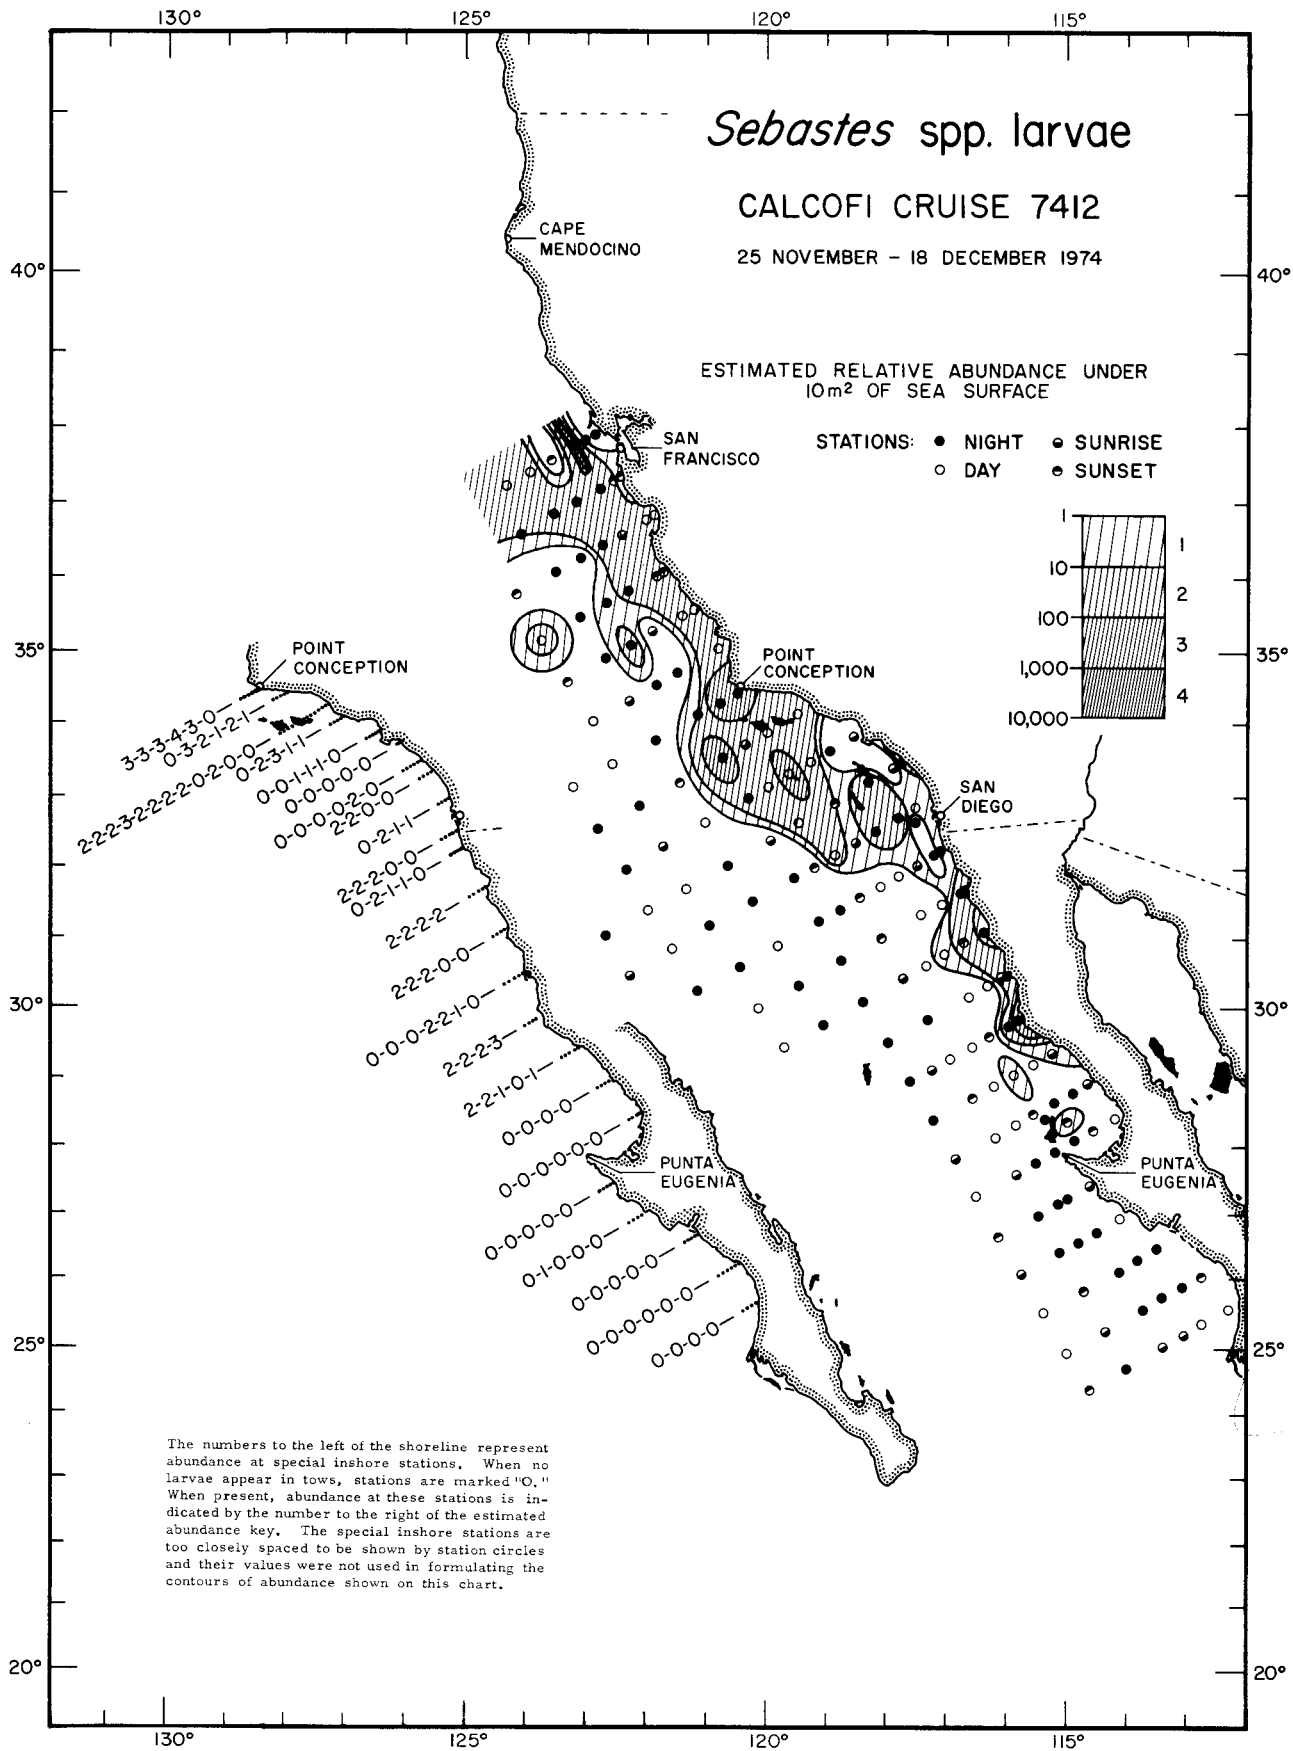 130°
125°
120°
115°
Sebastes spp. larvae
CALCOFI CRUISE 7412
25 NOVEMBER – 18 DECEMBER 1974
CAPE
MENDOCINO
40°
40°
ESTIMATED RELATIVE ABUNDANCE UNDER
10m² OF SEA SURFACE
STATIONS: ● NIGHT SUNRISE
○ DAY SUNSET
SAN
FRANCISCO
1
10
100
1,000
10,000
1
2
3
4
35°
35°
POINT
CONCEPTION
POINT
CONCEPTION
SAN
DIEGO
3-3-3-4-3-0
0-3-2-1-2-1
2-2-2-3-2-2-2-2-0-2-0-0
0-2-3-1-1
0-0-1-1-1-0
0-0-0-0-0
0-0-0-0-2-0
2-2-0-0
0-2-1-1
2-2-2-0-0
0-2-1-1-0
2-2-2-2
2-2-2-0-0
0-0-0-2-2-1-0
2-2-2-3
2-2-1-0-1
0-0-0-0
0-0-0-0-0-0
0-0-0-0-0
0-1-0-0-0
0-0-0-0-0
0-0-0-0-0-0
0-0-0-0
30°
30°
PUNTA
EUGENIA
PUNTA
EUGENIA
25°
25°
The numbers to the left of the shoreline represent
abundance at special inshore stations. When no
larvae appear in tows, stations are marked "O."
When present, abundance at these stations is in-
dicated by the number to the right of the estimated
abundance key. The special inshore stations are
too closely spaced to be shown by station circles
and their values were not used in formulating the
contours of abundance shown on this chart.
20°
20°
130°
125°
120°
115°